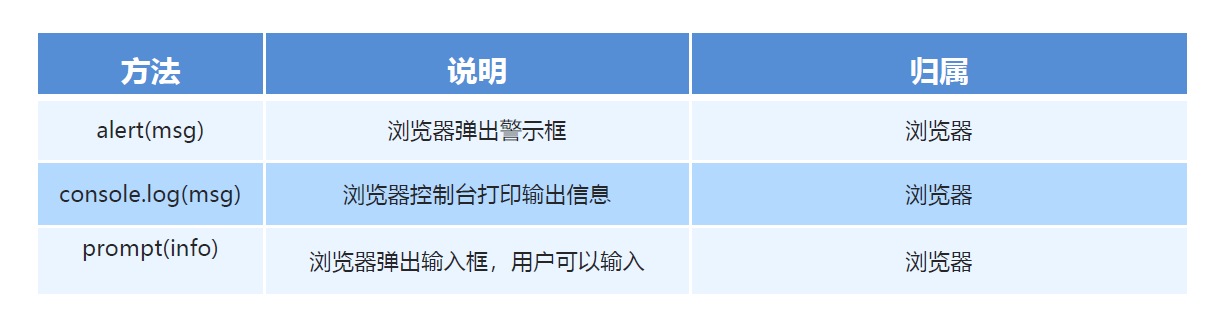 方法 说明 归属
alert(msg) 浏览器弹出警示框 浏览器
console.log(msg) 浏览器控制台打印输出信息 浏览器
prompt(info) 浏览器弹出输入框，用户可以输入 浏览器